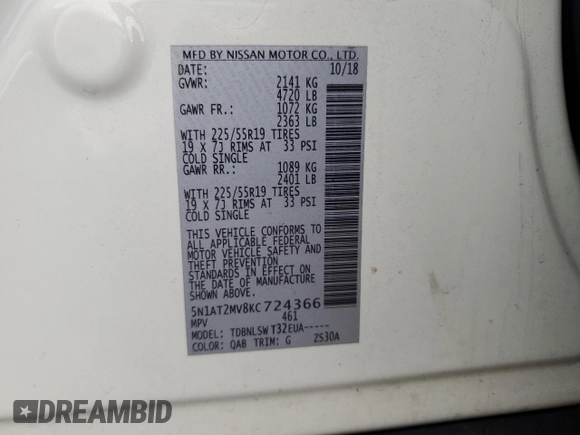 MFD BY NISSAN MOTOR CO., LTD.
DATE: 10/18
GVWR: 2141 KG
4720 LB
GAWR FR.: 1072 KG
2363 LB
WITH 225/55R19 TIRES
19 X 7J RIMS AT 33 PSI
COLD SINGLE
GAWR RR.: 1089 KG
2401 LB
WITH 225/55R19 TIRES
19 X 7J RIMS AT 33 PSI
COLD SINGLE
THIS VEHICLE CONFORMS TO
ALL APPLICABLE FEDERAL
MOTOR VEHICLE SAFETY AND
THEFT PREVENTION
STANDARDS IN EFFECT ON
THE DATE OF MANUFACTURE
SHOWN ABOVE.
5N1AT2MV8KC724366
MPV 461
MODEL: TDBNLSW T32EUA-----
COLOR: QAB TRIM: G ZS30A
DREAMBID